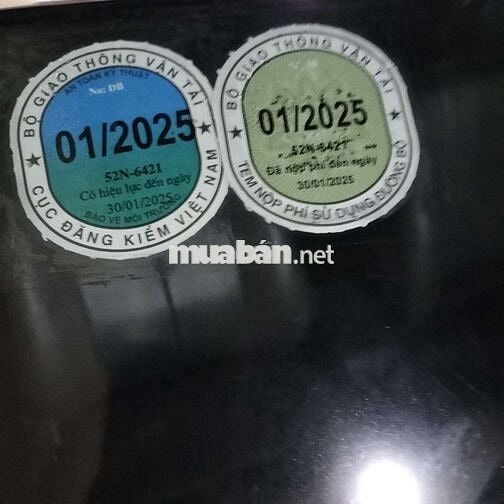 BỘ GIAO THÔNG VẬN TẢI
AN TOÀN KỸ THUẬT
No: DB
01/2025
52N-6421
Có hiệu lực đến ngày
30/01/2025
BẢO VỆ MÔI TRƯỜNG
CỤC ĐĂNG KIỂM VIỆT NAM
BỘ GIAO THÔNG VẬN TẢI
01/2025
52N-6421
Đã nộp phí đến ngày
30/01/2025
TEM NỘP PHÍ SỬ DỤNG ĐƯỜNG BỘ
muabán.net